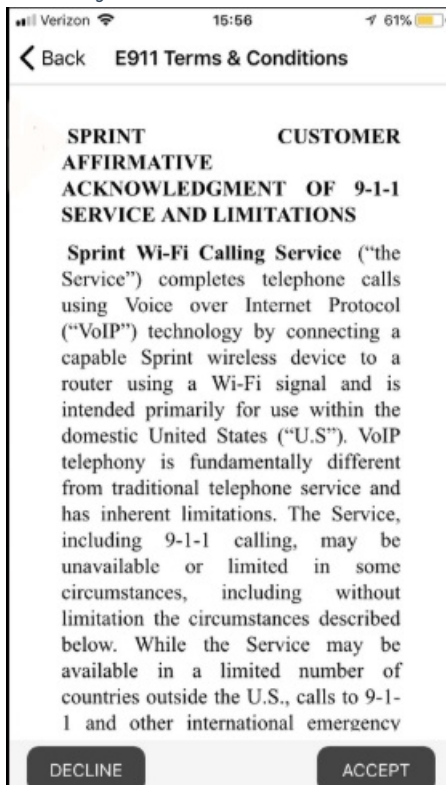 Verizon 15:56 61%
Back E911 Terms & Conditions
SPRINT CUSTOMER
AFFIRMATIVE
ACKNOWLEDGMENT OF 9-1-1
SERVICE AND LIMITATIONS
Sprint Wi-Fi Calling Service (“the
Service”) completes telephone calls
using Voice over Internet Protocol
(“VoIP”) technology by connecting a
capable Sprint wireless device to a
router using a Wi-Fi signal and is
intended primarily for use within the
domestic United States (“U.S”). VoIP
telephony is fundamentally different
from traditional telephone service and
has inherent limitations. The Service,
including 9-1-1 calling, may be
unavailable or limited in some
circumstances, including without
limitation the circumstances described
below. While the Service may be
available in a limited number of
countries outside the U.S., calls to 9-1-
1 and other international emergency
DECLINE ACCEPT